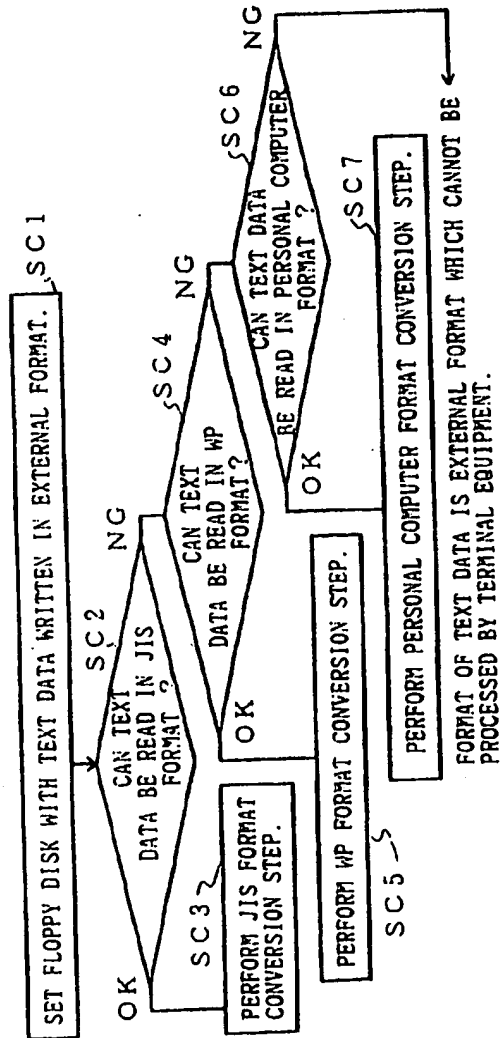 SET FLOPPY DISK WITH TEXT DATA WRITTEN IN EXTERNAL FORMAT.
SC1
SC2
CAN TEXT
DATA BE READ IN JIS
FORMAT ?
OK
NG
SC3
PERFORM JIS FORMAT
CONVERSION STEP.
SC4
CAN TEXT
DATA BE READ IN WP
FORMAT?
OK
NG
PERFORM WP FORMAT CONVERSION STEP.
SC5
SC6
CAN TEXT DATA
BE READ IN PERSONAL COMPUTER
FORMAT ?
OK
NG
SC7
PERFORM PERSONAL COMPUTER FORMAT CONVERSION STEP.
FORMAT OF TEXT DATA IS EXTERNAL FORMAT WHICH CANNOT BE
PROCESSED BY TERMINAL EQUIPMENT.